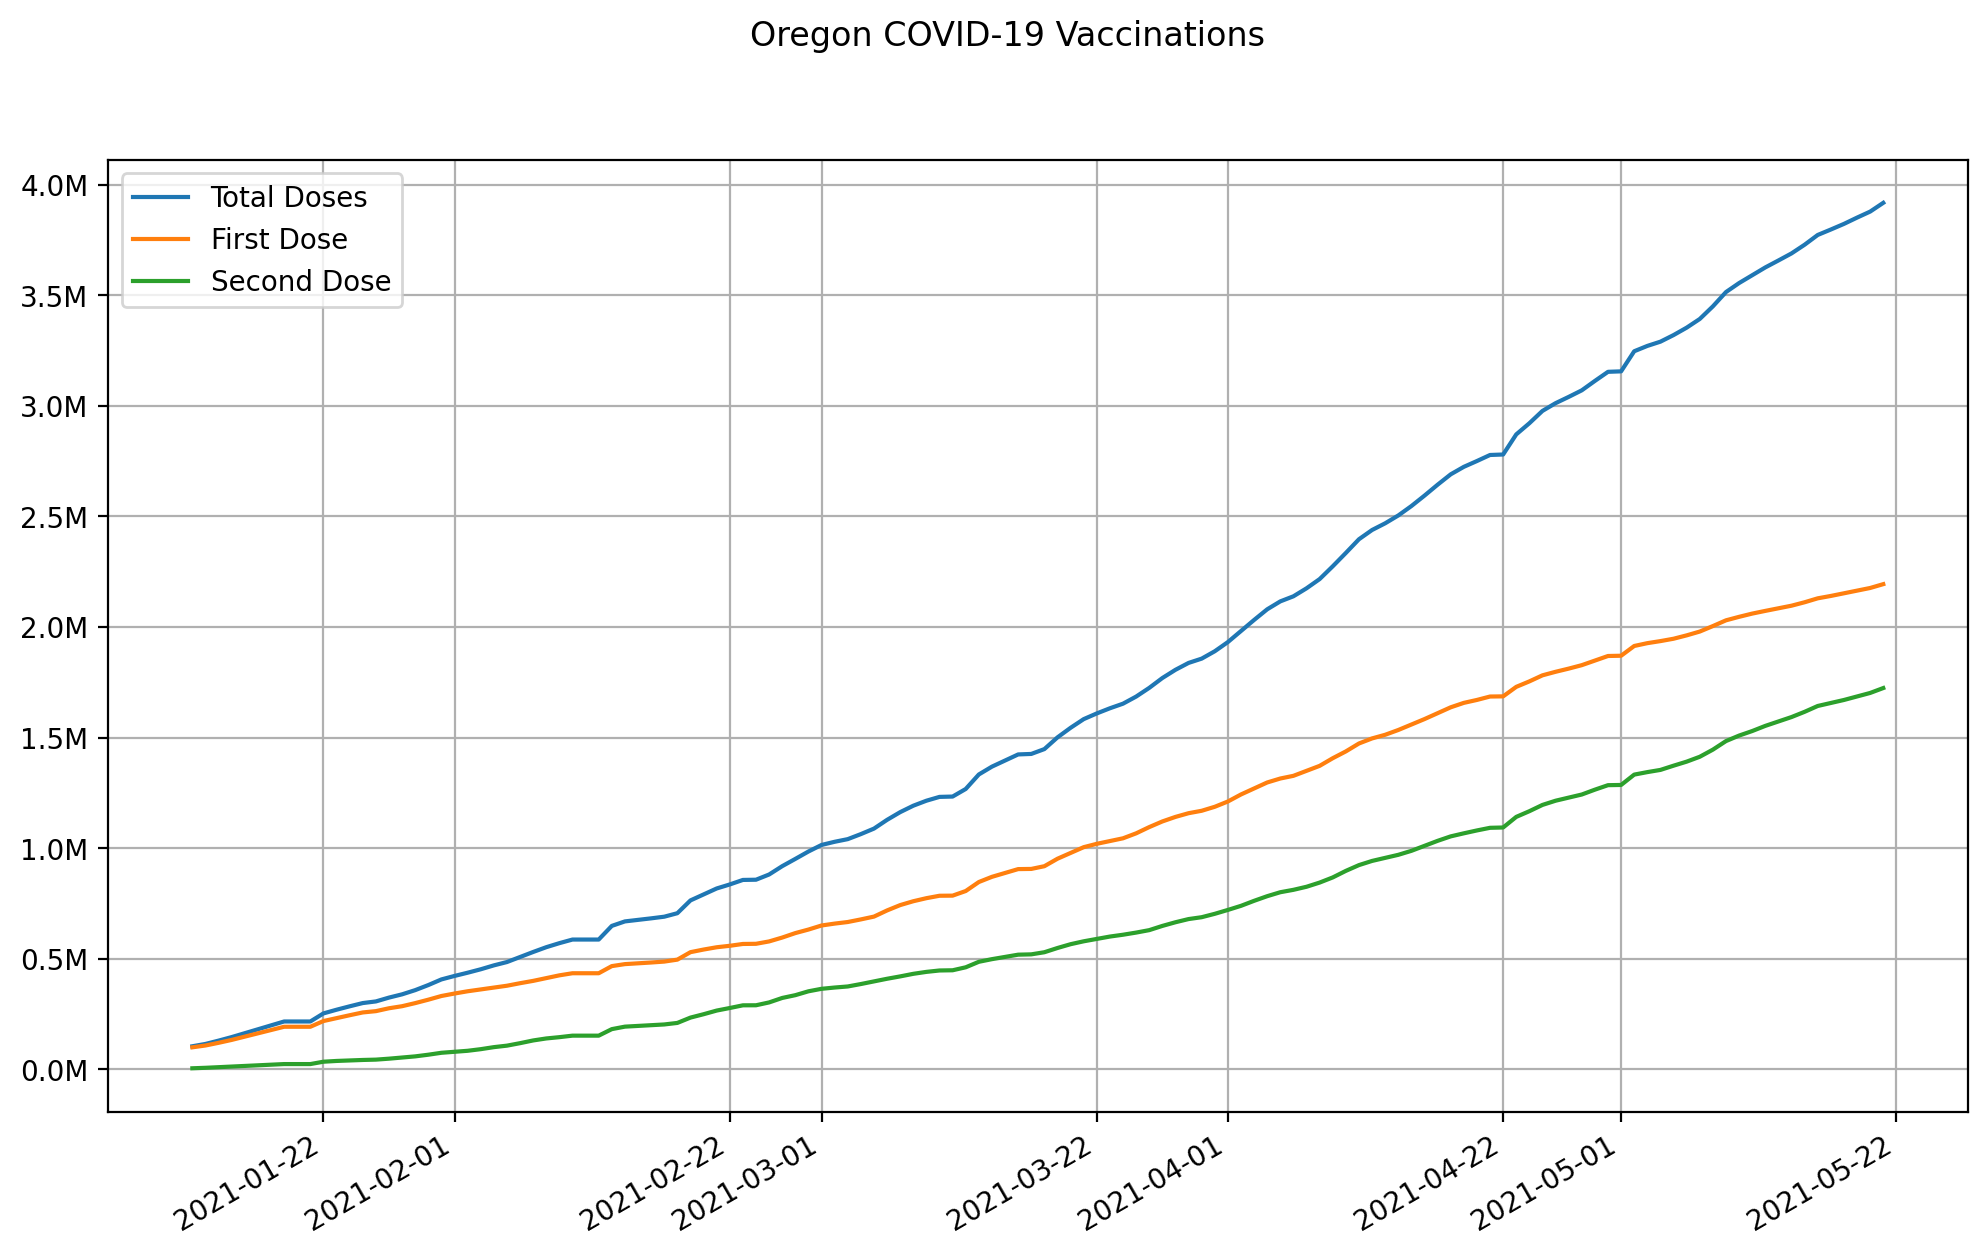 Oregon COVID-19 Vaccinations
4.0M
3.5M
3.0M
2.5M
2.0M
1.5M
1.0M
0.5M
0.0M
Total Doses
First Dose
Second Dose
2021-01-22
2021-02-01
2021-02-22
2021-03-01
2021-03-22
2021-04-01
2021-04-22
2021-05-01
2021-05-22